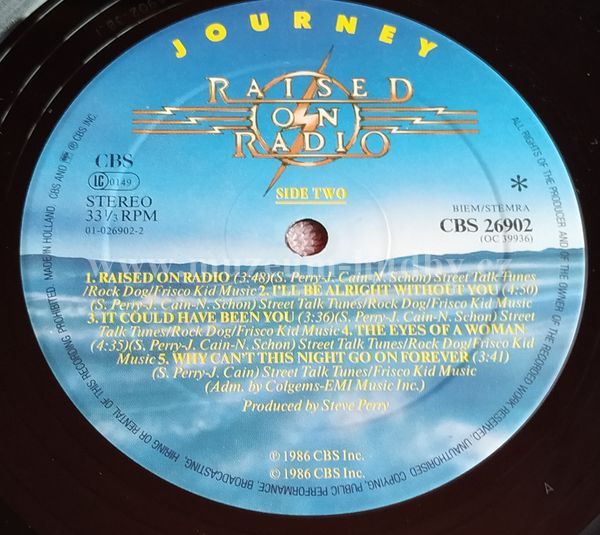 JOURNEY
RAISED
ON
RADIO
CBS
LC 0149
STEREO
33 1/3 RPM
01-026902-2
SIDE TWO
*
BIEM/STEMRA
CBS 26902
(OC 39936)
1. RAISED ON RADIO (3:48)(S. Perry-J. Cain-N. Schon) Street Talk Tunes
/Rock Dog/Frisco Kid Music 2. I'LL BE ALRIGHT WITHOUT YOU (4:50)
(S. Perry-J. Cain-N. Schon) Street Talk Tunes/Rock Dog/Frisco Kid Music
3. IT COULD HAVE BEEN YOU (3:36)(S. Perry-J. Cain-N. Schon) Street
Talk Tunes/Rock Dog/Frisco Kid Music 4. THE EYES OF A WOMAN
(4:35)(S. Perry-J. Cain-N. Schon) Street Talk Tunes/Rock Dog/Frisco Kid
Music 5. WHY CAN'T THIS NIGHT GO ON FOREVER (3:41)
(S. Perry-J. Cain) Street Talk Tunes/Frisco Kid Music
(Adm. by Colgems-EMI Music Inc.)
Produced by Steve Perry
℗ 1986 CBS Inc.
© 1986 CBS Inc.
ALL RIGHTS OF THE PRODUCER AND OF THE OWNER OF THE RECORDED WORK RESERVED. UNAUTHORISED COPYING, PUBLIC PERFORMANCE, BROADCASTING, HIRING OR RENTAL OF THIS RECORDING PROHIBITED. MADE IN HOLLAND CBS AND ARE ® CBS INC.